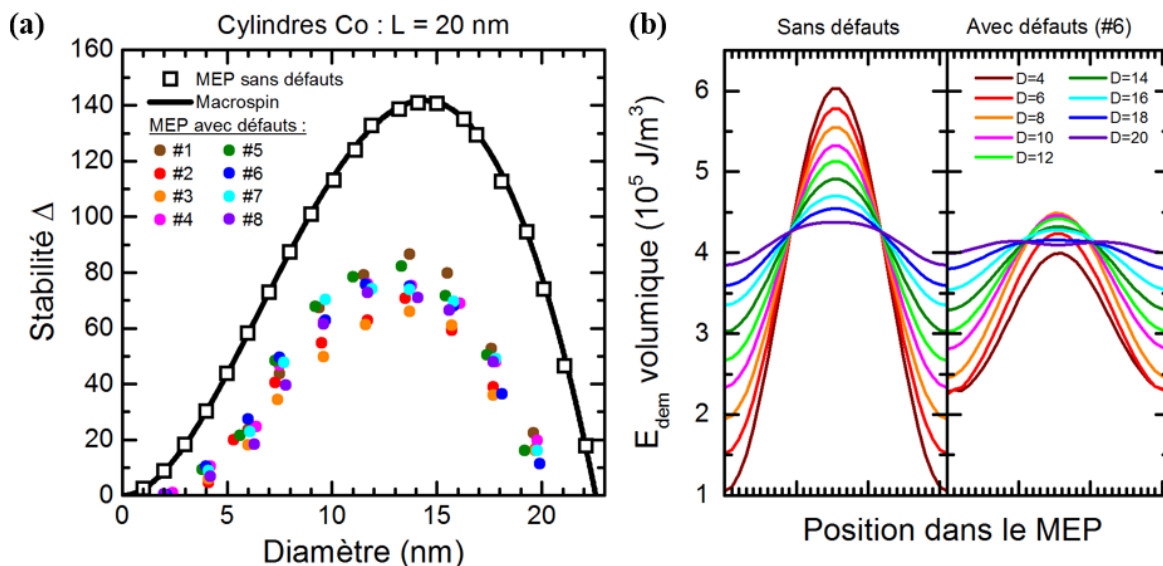 (a)
Cylindres Co : L = 20 nm
160
140
120
100
80
60
40
20
0
Stabilité Δ
MEP sans défauts
Macrospin
MEP avec défauts :
#1
#2
#3
#4
#5
#6
#7
#8
0
5
10
15
20
Diamètre (nm)
(b)
Sans défauts
Avec défauts (#6)
6
5
4
3
2
1
E_dem volumique (10⁵ J/m³)
D=4
D=6
D=8
D=10
D=12
D=14
D=16
D=18
D=20
Position dans le MEP